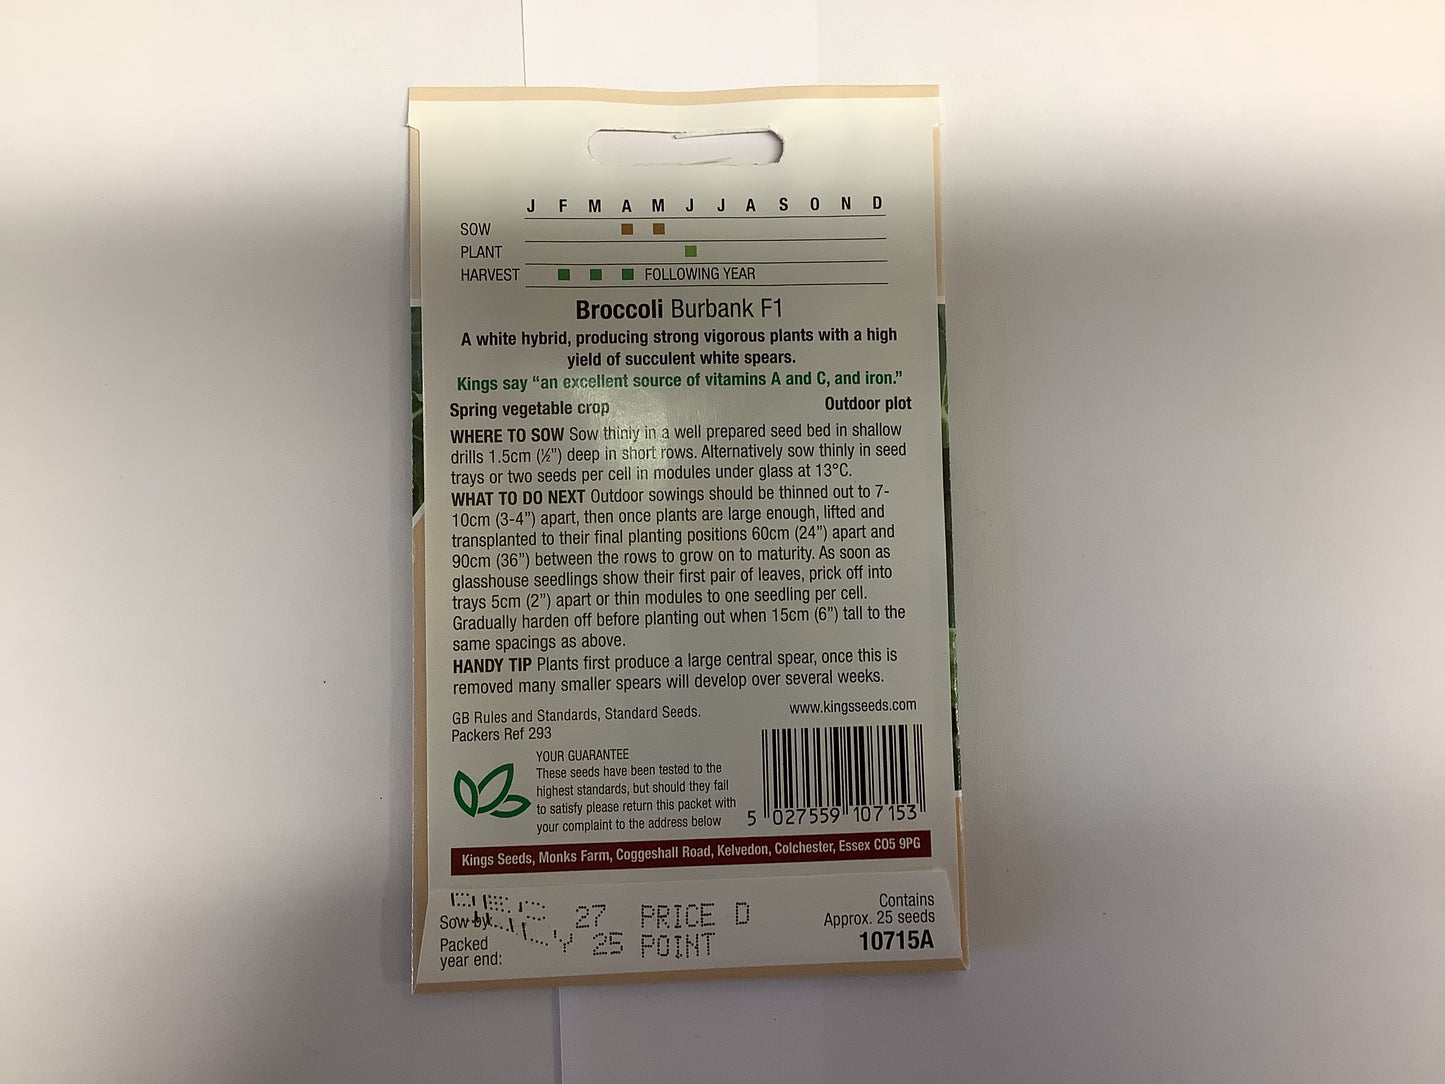 J F M A M J J A S O N D
SOW
PLANT
HARVEST FOLLOWING YEAR
Broccoli Burbank F1
A white hybrid, producing strong vigorous plants with a high
yield of succulent white spears.
Kings say “an excellent source of vitamins A and C, and iron.”
Spring vegetable crop Outdoor plot
WHERE TO SOW Sow thinly in a well prepared seed bed in shallow
drills 1.5cm (½”) deep in short rows. Alternatively sow thinly in seed
trays or two seeds per cell in modules under glass at 13°C.
WHAT TO DO NEXT Outdoor sowings should be thinned out to 7-
10cm (3-4”) apart, then once plants are large enough, lifted and
transplanted to their final planting positions 60cm (24”) apart and
90cm (36”) between the rows to grow on to maturity. As soon as
glasshouse seedlings show their first pair of leaves, prick off into
trays 5cm (2”) apart or thin modules to one seedling per cell.
Gradually harden off before planting out when 15cm (6”) tall to the
same spacings as above.
HANDY TIP Plants first produce a large central spear, once this is
removed many smaller spears will develop over several weeks.
GB Rules and Standards, Standard Seeds.
Packers Ref 293
www.kingsseeds.com
YOUR GUARANTEE
These seeds have been tested to the
highest standards, but should they fail
to satisfy please return this packet with
your complaint to the address below
5 027559 107153
Kings Seeds, Monks Farm, Coggeshall Road, Kelvedon, Colchester, Essex CO5 9PG
Sow by 27 PRICE D
Packed
year end: 25 POINT
Contains
Approx. 25 seeds
10715A